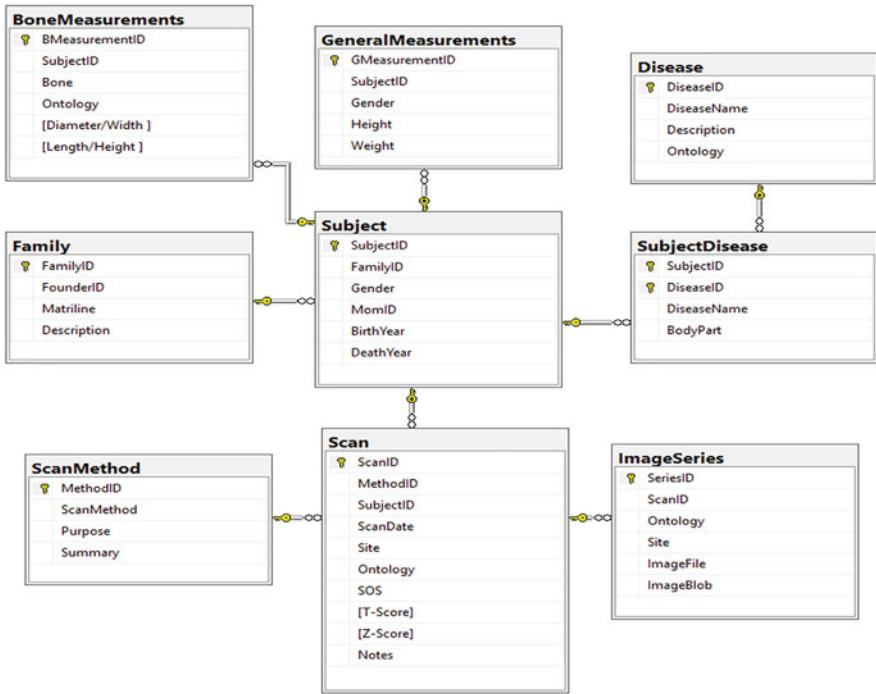 BoneMeasurements
BMeasurementID
SubjectID
Bone
Ontology
[Diameter/Width ]
[Length/Height ]
GeneralMeasurements
GMeasurementID
SubjectID
Gender
Height
Weight
Disease
DiseaseID
DiseaseName
Description
Ontology
Family
FamilyID
FounderID
Matriline
Description
Subject
SubjectID
FamilyID
Gender
MomID
BirthYear
DeathYear
SubjectDisease
SubjectID
DiseaseID
DiseaseName
BodyPart
ScanMethod
MethodID
ScanMethod
Purpose
Summary
Scan
ScanID
MethodID
SubjectID
ScanDate
Site
Ontology
SOS
[T-Score]
[Z-Score]
Notes
ImageSeries
SeriesID
ScanID
Ontology
Site
ImageFile
ImageBlob